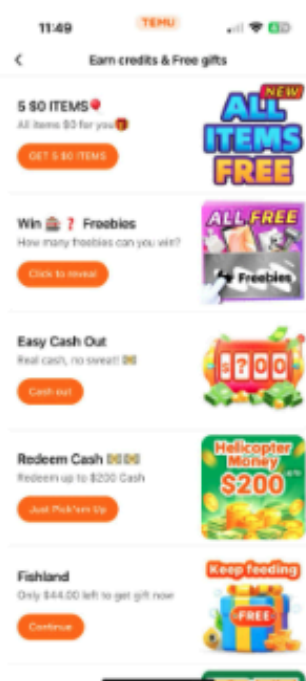 11:49
TEMU
Earn credits & Free gifts
5 $0 ITEMS
All items $0 for you
GET 5 $0 ITEMS
NEW
ALL
ITEMS
FREE
Win ❓ Freebies
How many freebies can you win?
Click to reveal
ALL FREE
Freebies
Easy Cash Out
Real cash, no sweat!
Cash out
$?00
Redeem Cash
Redeem up to $200 Cash
Just Pick'em Up
Helicopter
Money
$200
Fishland
Only $44.00 left to get gift now
Continue
Keep feeding
FREE